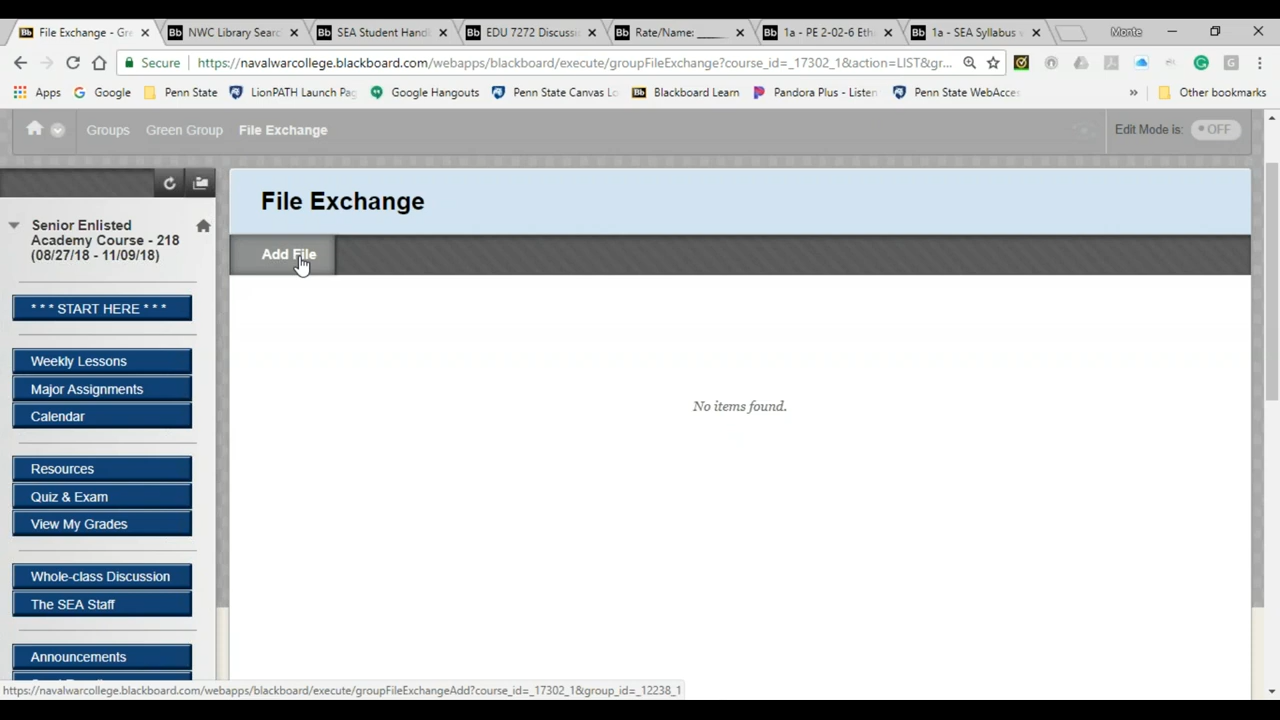 File Exchange - Gre
NWC Library Searc
SEA Student Handb
EDU 7272 Discussi
Rate/Name: _____
1a - PE 2-02-6 Eth
1a - SEA Syllabus v
Monte
Secure
https://navalwarcollege.blackboard.com/webapps/blackboard/execute/groupFileExchange?course_id=_17302_1&action=LIST&gr...
Apps
Google
Penn State
LionPATH Launch Pag
Google Hangouts
Penn State Canvas Lo
Blackboard Learn
Pandora Plus - Listen
Penn State WebAcces
»
Other bookmarks
Groups
Green Group
File Exchange
Edit Mode is:
OFF
Senior Enlisted
Academy Course - 218
(08/27/18 - 11/09/18)
* * * START HERE * * *
Weekly Lessons
Major Assignments
Calendar
Resources
Quiz & Exam
View My Grades
Whole-class Discussion
The SEA Staff
Announcements
File Exchange
Add File
No items found.
https://navalwarcollege.blackboard.com/webapps/blackboard/execute/groupFileExchangeAdd?course_id=_17302_1&group_id=_12238_1